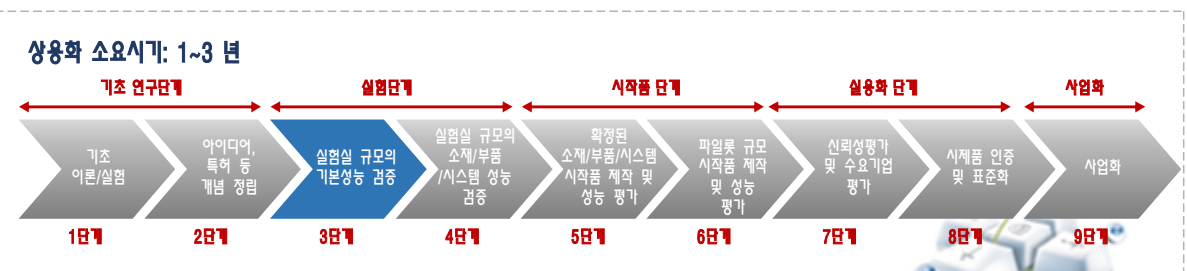 상용화 소요시기: 1~3 년
기초 연구단계
실험단계
시작품 단계
실용화 단계
사업화
기초
이론/실험
아이디어,
특허 등
개념 정립
실험실 규모의
기본성능 검증
실험실 규모의
소재/부품
/시스템 성능
검증
확정된
소재/부품/시스템
시작품 제작 및
성능 평가
파일롯 규모
시작품 제작
및 성능
평가
신뢰성평가
및 수요기업
평가
시제품 인증
및 표준화
사업화
1단계
2단계
3단계
4단계
5단계
6단계
7단계
8단계
9단계